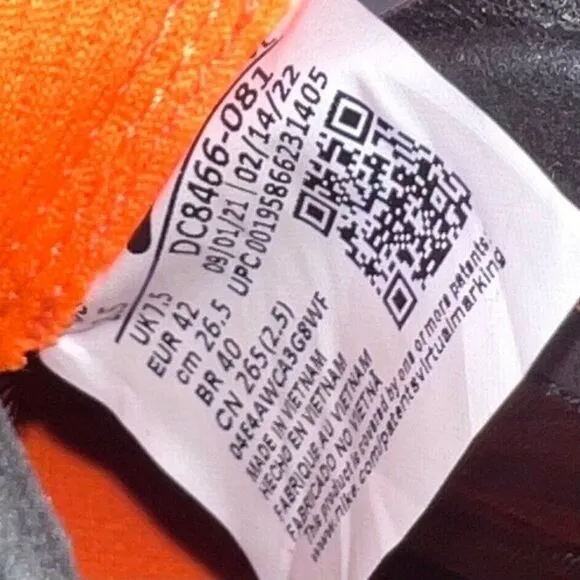 DC8466-081
09/01/21 | 02/14/22
UPC 00195866231405
UK7.5
EUR 42
cm 26.5
BR 40
CN 265(2.5)
04E4AWCA3G8WF
MADE IN VIETNAM
HECHO EN VIETNAM
FABRIQUE AU VIETNAM
FABRICADO NO VIETNA
This product is covered by one or more patents.
www.nike.com/patentsvirtualmarking